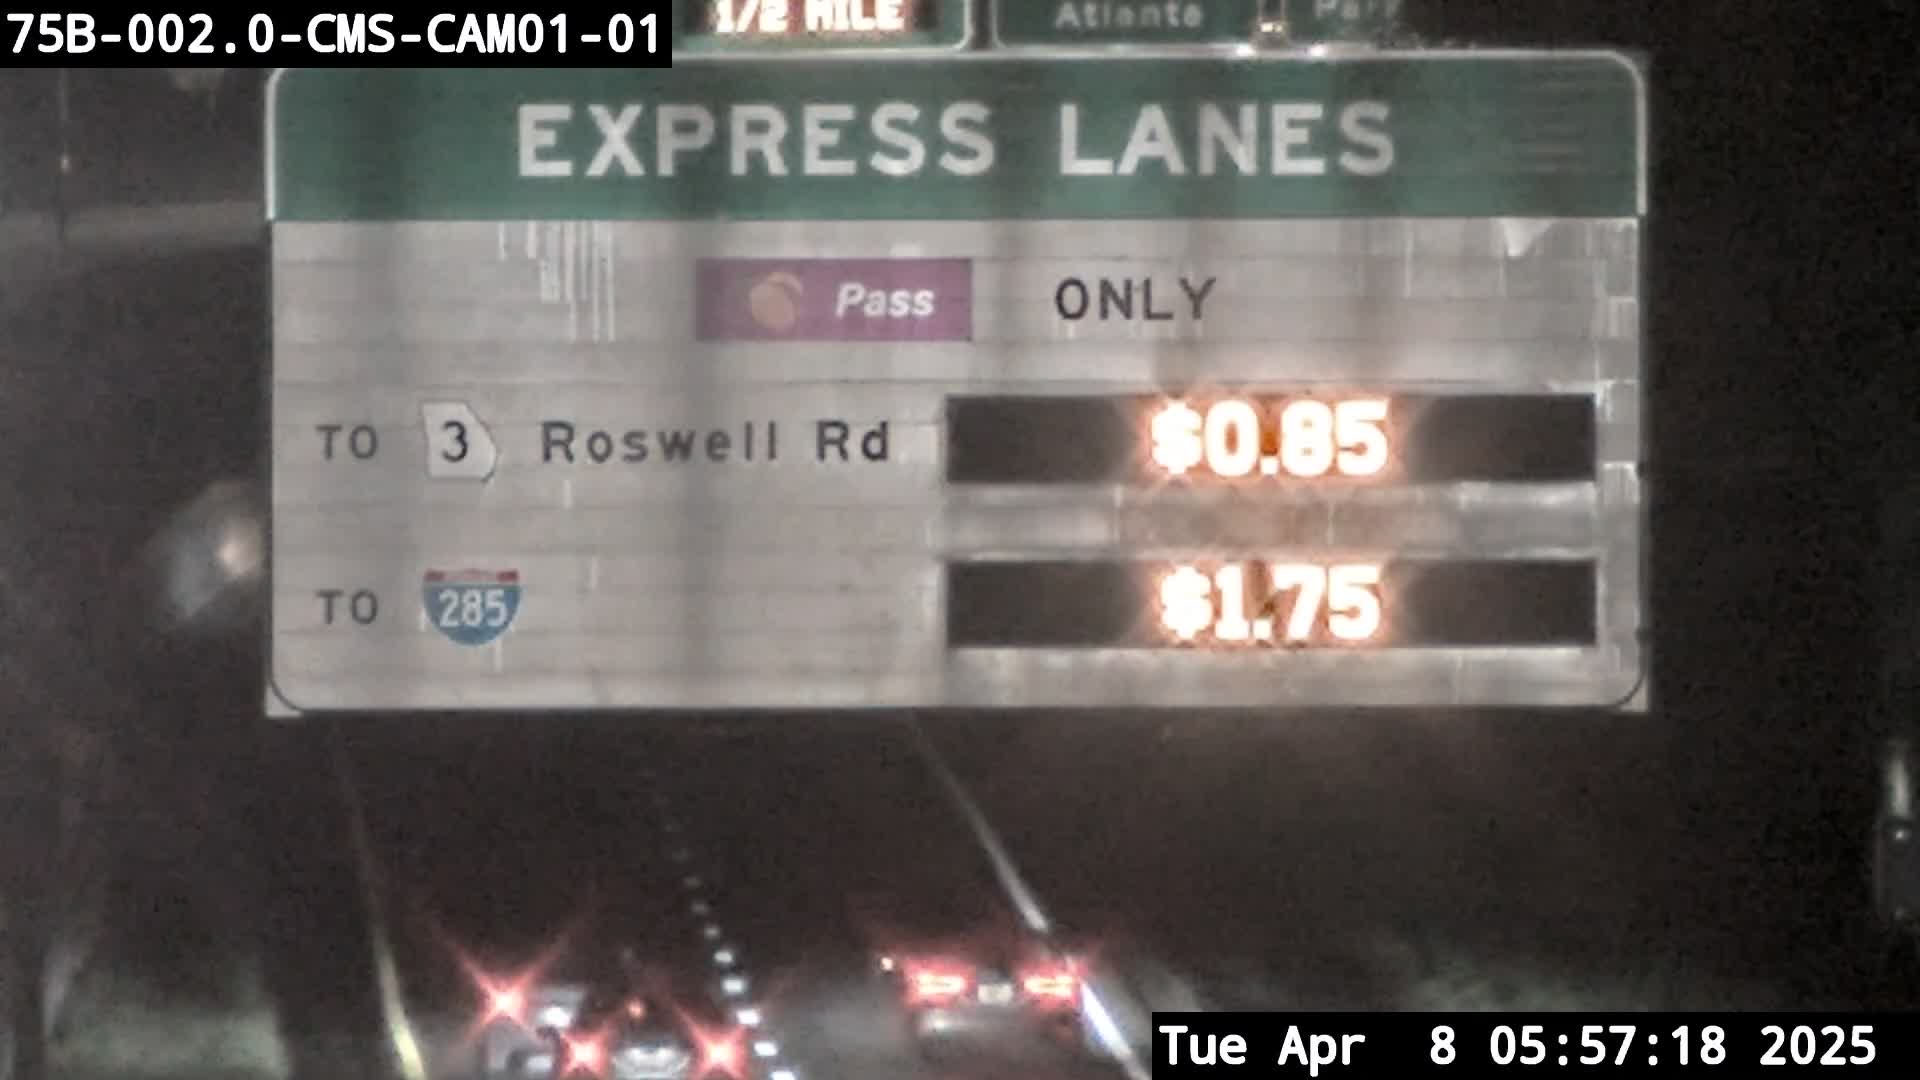 75B-002.0-CMS-CAM01-01
1/2 MILE
Atlanta
EXPRESS LANES
Pass ONLY
TO 3 Roswell Rd $0.85
TO 285 $1.75
Tue Apr 8 05:57:18 2025